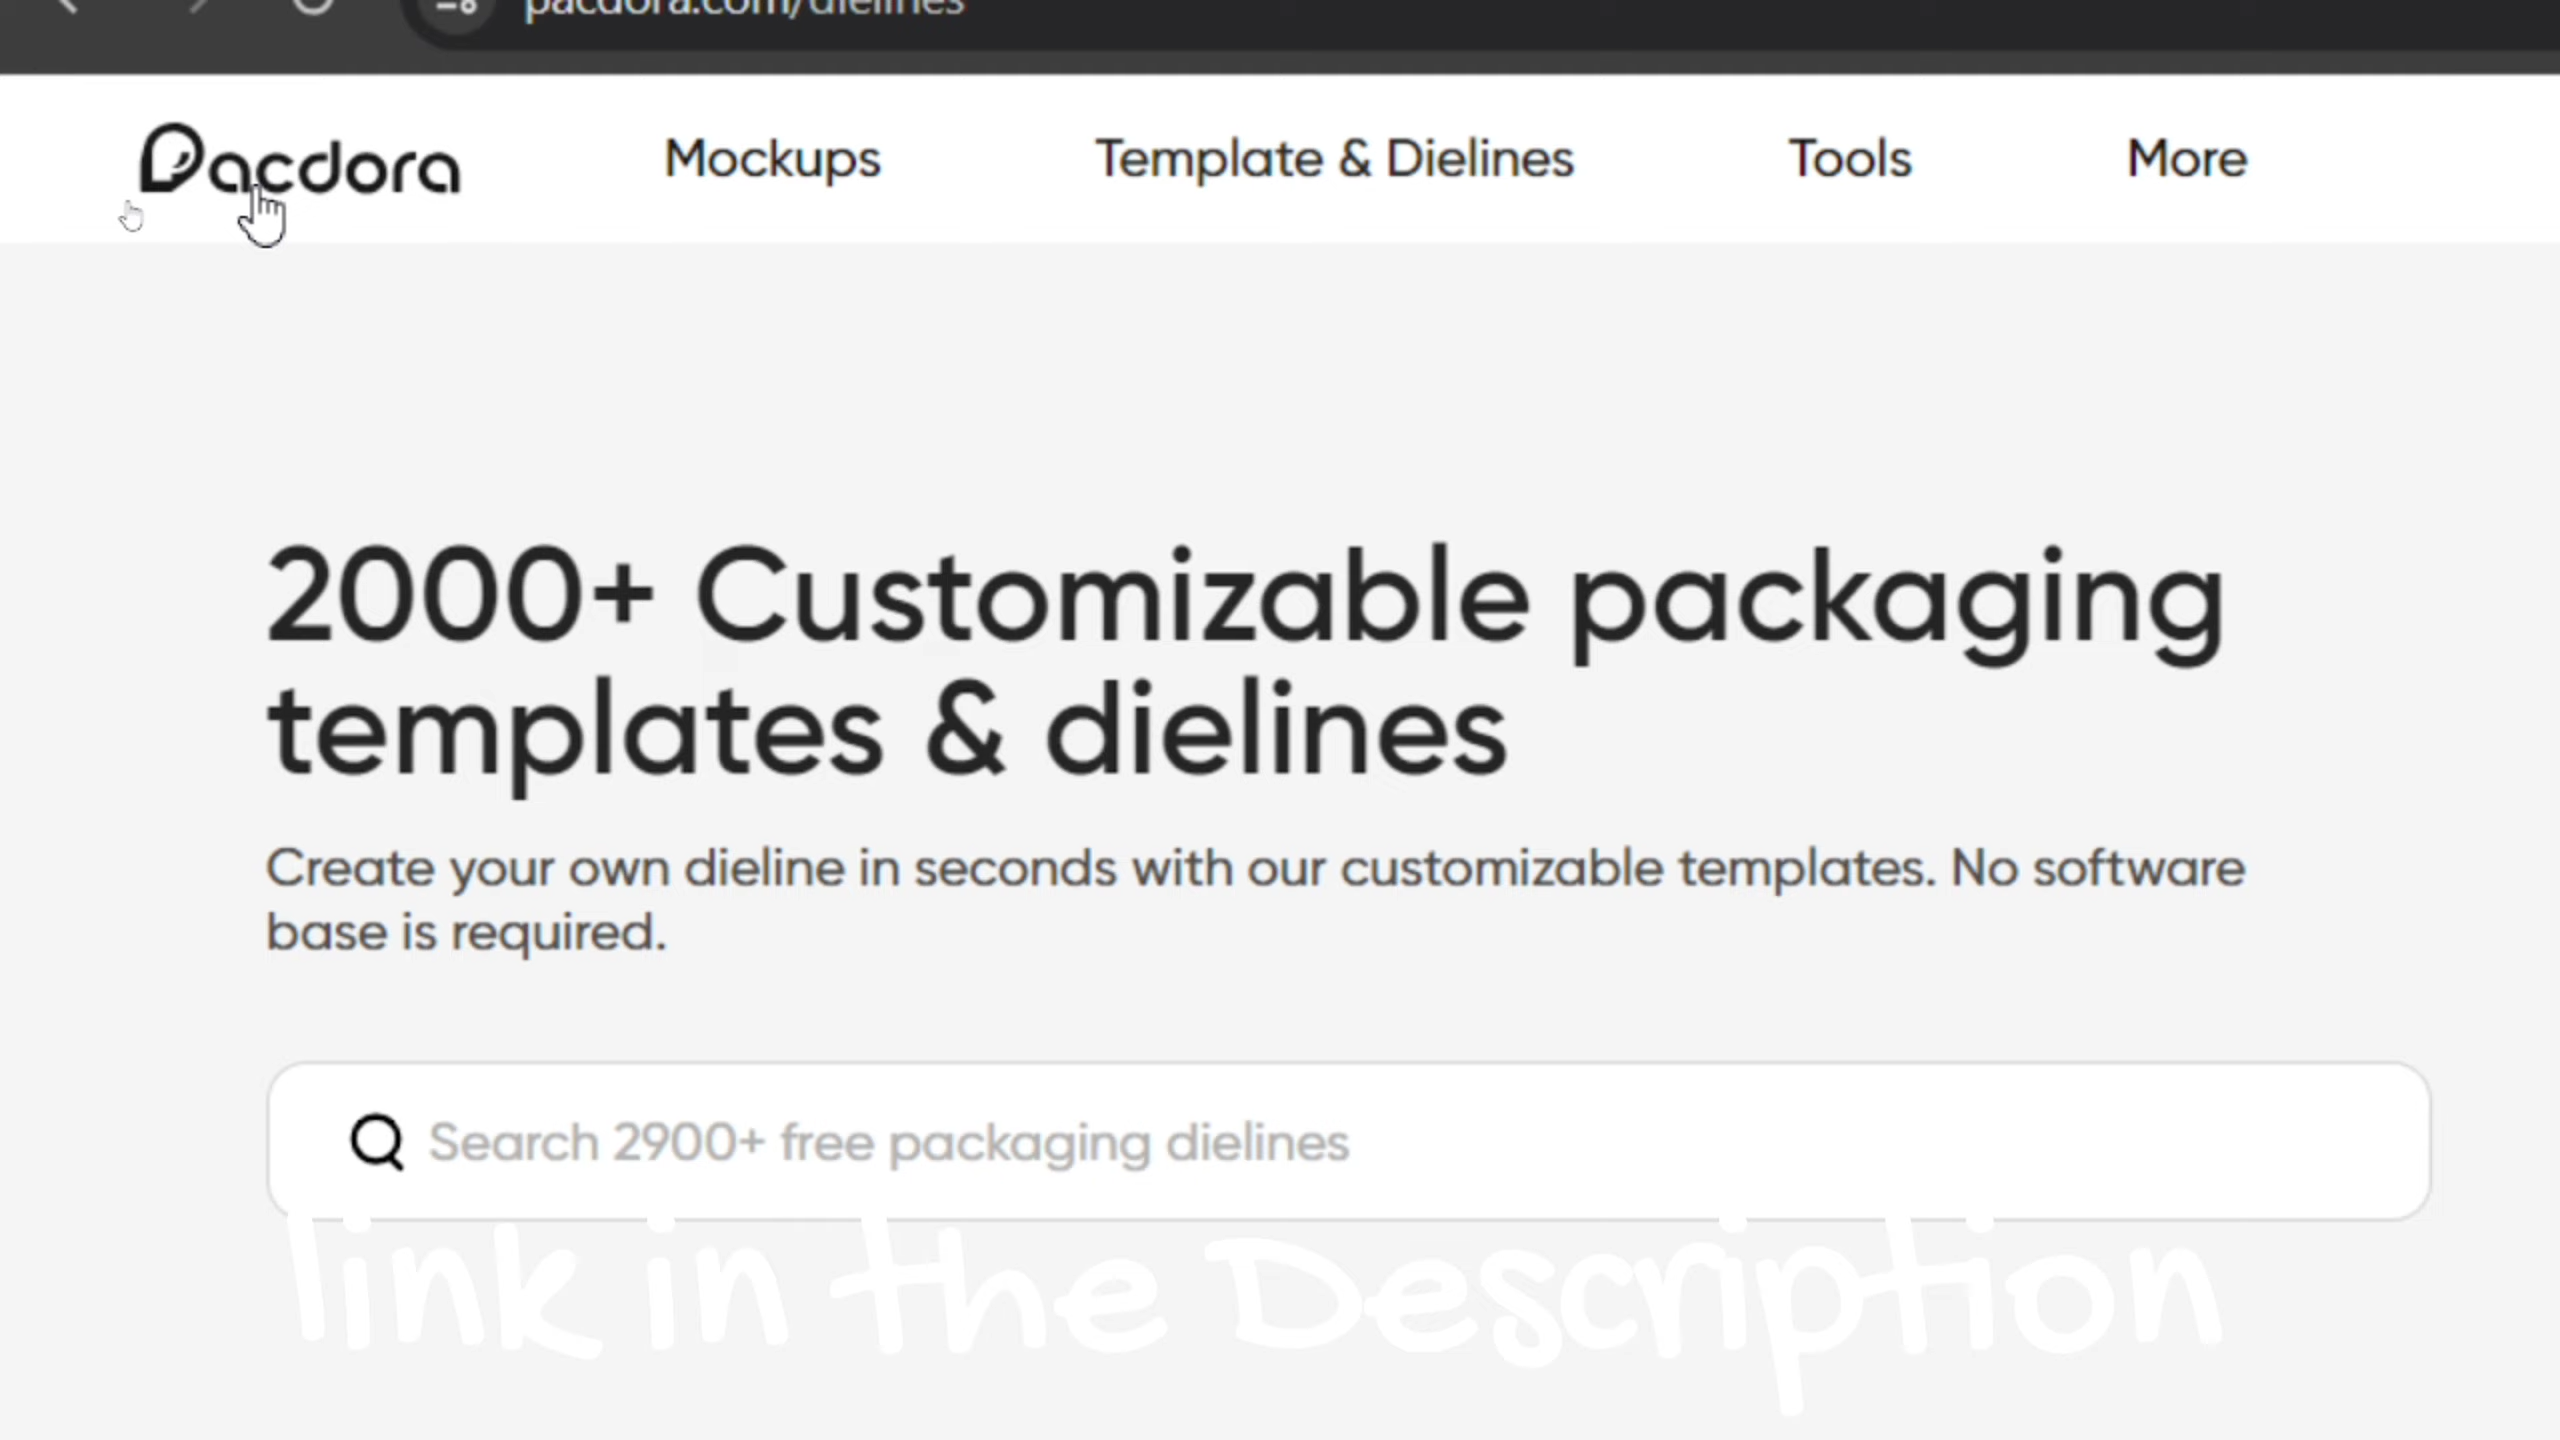 pacdora.com/dielines
Pacdora Mockups Template & Dielines Tools More
2000+ Customizable packaging
templates & dielines
Create your own dieline in seconds with our customizable templates. No software
base is required.
Search 2900+ free packaging dielines
link in the Description